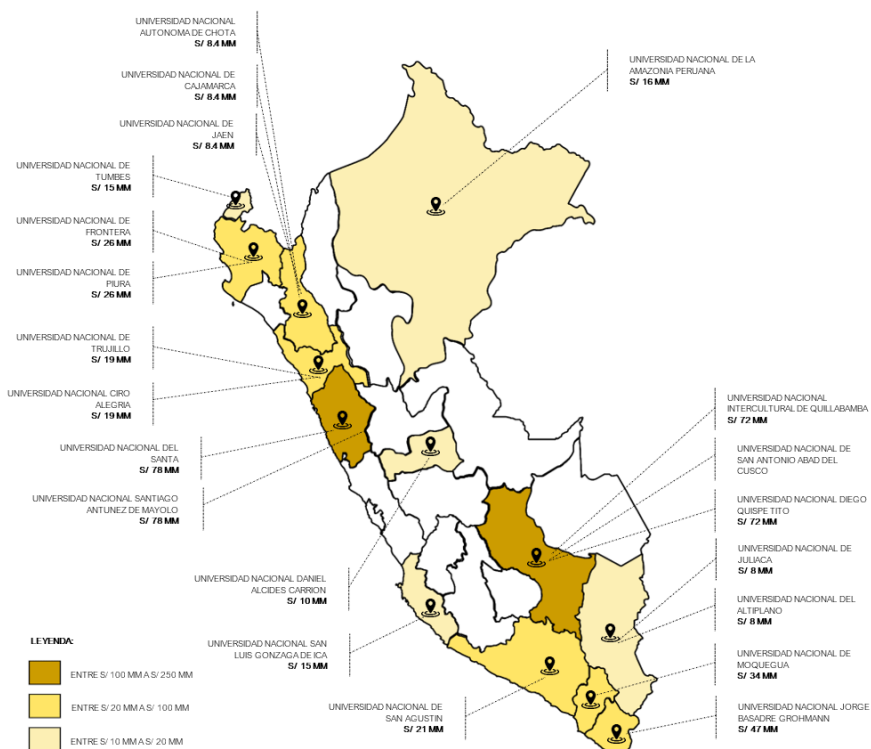 UNIVERSIDAD NACIONAL
AUTONOMA DE CHOTA
S/ 8.4 MM
UNIVERSIDAD NACIONAL DE
CAJAMARCA
S/ 8.4 MM
UNIVERSIDAD NACIONAL DE
JAEN
S/ 8.4 MM
UNIVERSIDAD NACIONAL DE
TUMBES
S/ 15 MM
UNIVERSIDAD NACIONAL DE
FRONTERA
S/ 26 MM
UNIVERSIDAD NACIONAL DE
PIURA
S/ 26 MM
UNIVERSIDAD NACIONAL DE
TRUJILLO
S/ 19 MM
UNIVERSIDAD NACIONAL CIRO
ALEGRIA
S/ 19 MM
UNIVERSIDAD NACIONAL DEL
SANTA
S/ 78 MM
UNIVERSIDAD NACIONAL SANTIAGO
ANTUNEZ DE MAYOLO
S/ 78 MM
UNIVERSIDAD NACIONAL DANIEL
ALCIDES CARRION
S/ 10 MM
UNIVERSIDAD NACIONAL SAN
LUIS GONZAGA DE ICA
S/ 15 MM
UNIVERSIDAD NACIONAL DE
SAN AGUSTIN
S/ 21 MM
UNIVERSIDAD NACIONAL DE LA
AMAZONIA PERUANA
S/ 16 MM
UNIVERSIDAD NACIONAL
INTERCULTURAL DE QUILLABAMBA
S/ 72 MM
UNIVERSIDAD NACIONAL DE
SAN ANTONIO ABAD DEL
CUSCO
UNIVERSIDAD NACIONAL DIEGO
QUISPE TITO
S/ 72 MM
UNIVERSIDAD NACIONAL DE
JULIACA
S/ 8 MM
UNIVERSIDAD NACIONAL DEL
ALTIPLANO
S/ 8 MM
UNIVERSIDAD NACIONAL DE
MOQUEGUA
S/ 34 MM
UNIVERSIDAD NACIONAL JORGE
BASADRE GROHMANN
S/ 47 MM
LEYENDA:
ENTRE S/ 100 MM A S/ 250 MM
ENTRE S/ 20 MM A S/ 100 MM
ENTRE S/ 10 MM A S/ 20 MM